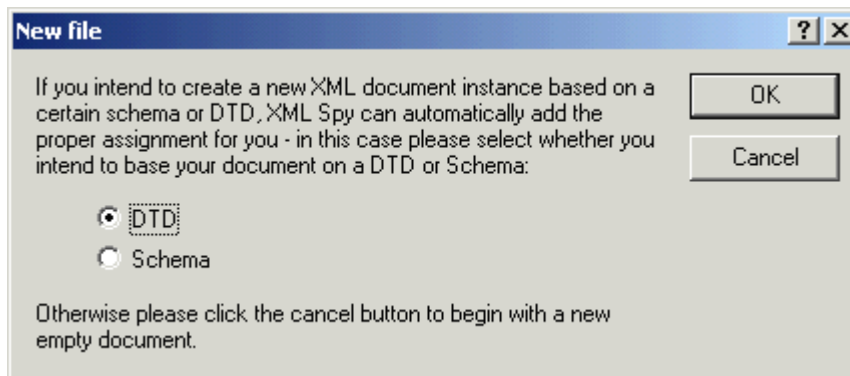 New file
If you intend to create a new XML document instance based on a
certain schema or DTD, XML Spy can automatically add the
proper assignment for you - in this case please select whether you
intend to base your document on a DTD or Schema:
OK
Cancel
DTD
Schema
Otherwise please click the cancel button to begin with a new
empty document.